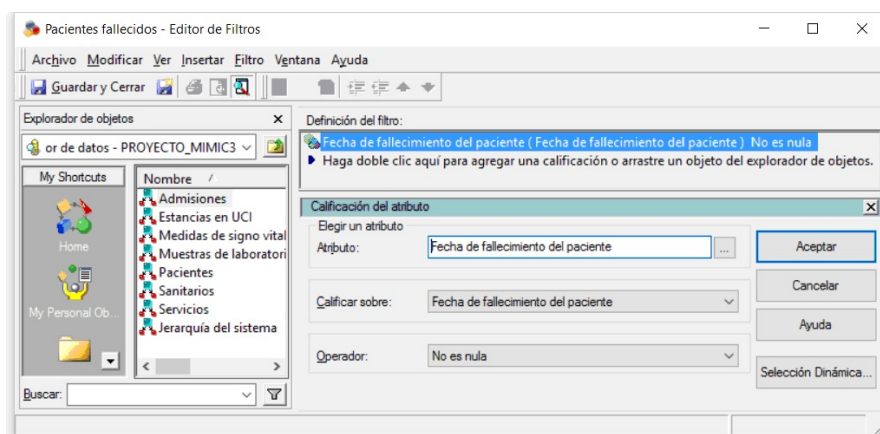 Pacientes fallecidos - Editor de Filtros
Archivo Modificar Ver Insertar Filtro Ventana Ayuda
Guardar y Cerrar
Explorador de objetos
or de datos - PROYECTO_MIMIC3
My Shortcuts
Home
My Personal Ob...
Nombre
Admisiones
Estancias en UCI
Medidas de signo vital
Muestras de laboratori
Pacientes
Sanitarios
Servicios
Jerarquía del sistema
Buscar:
Definición del filtro:
Fecha de fallecimiento del paciente ( Fecha de fallecimiento del paciente ) No es nula
Haga doble clic aquí para agregar una calificación o arrastre un objeto del explorador de objetos.
Calificación del atributo
Elegir un atributo
Atributo: Fecha de fallecimiento del paciente ...
Calificar sobre: Fecha de fallecimiento del paciente
Operador: No es nula
Aceptar
Cancelar
Ayuda
Selección Dinámica...